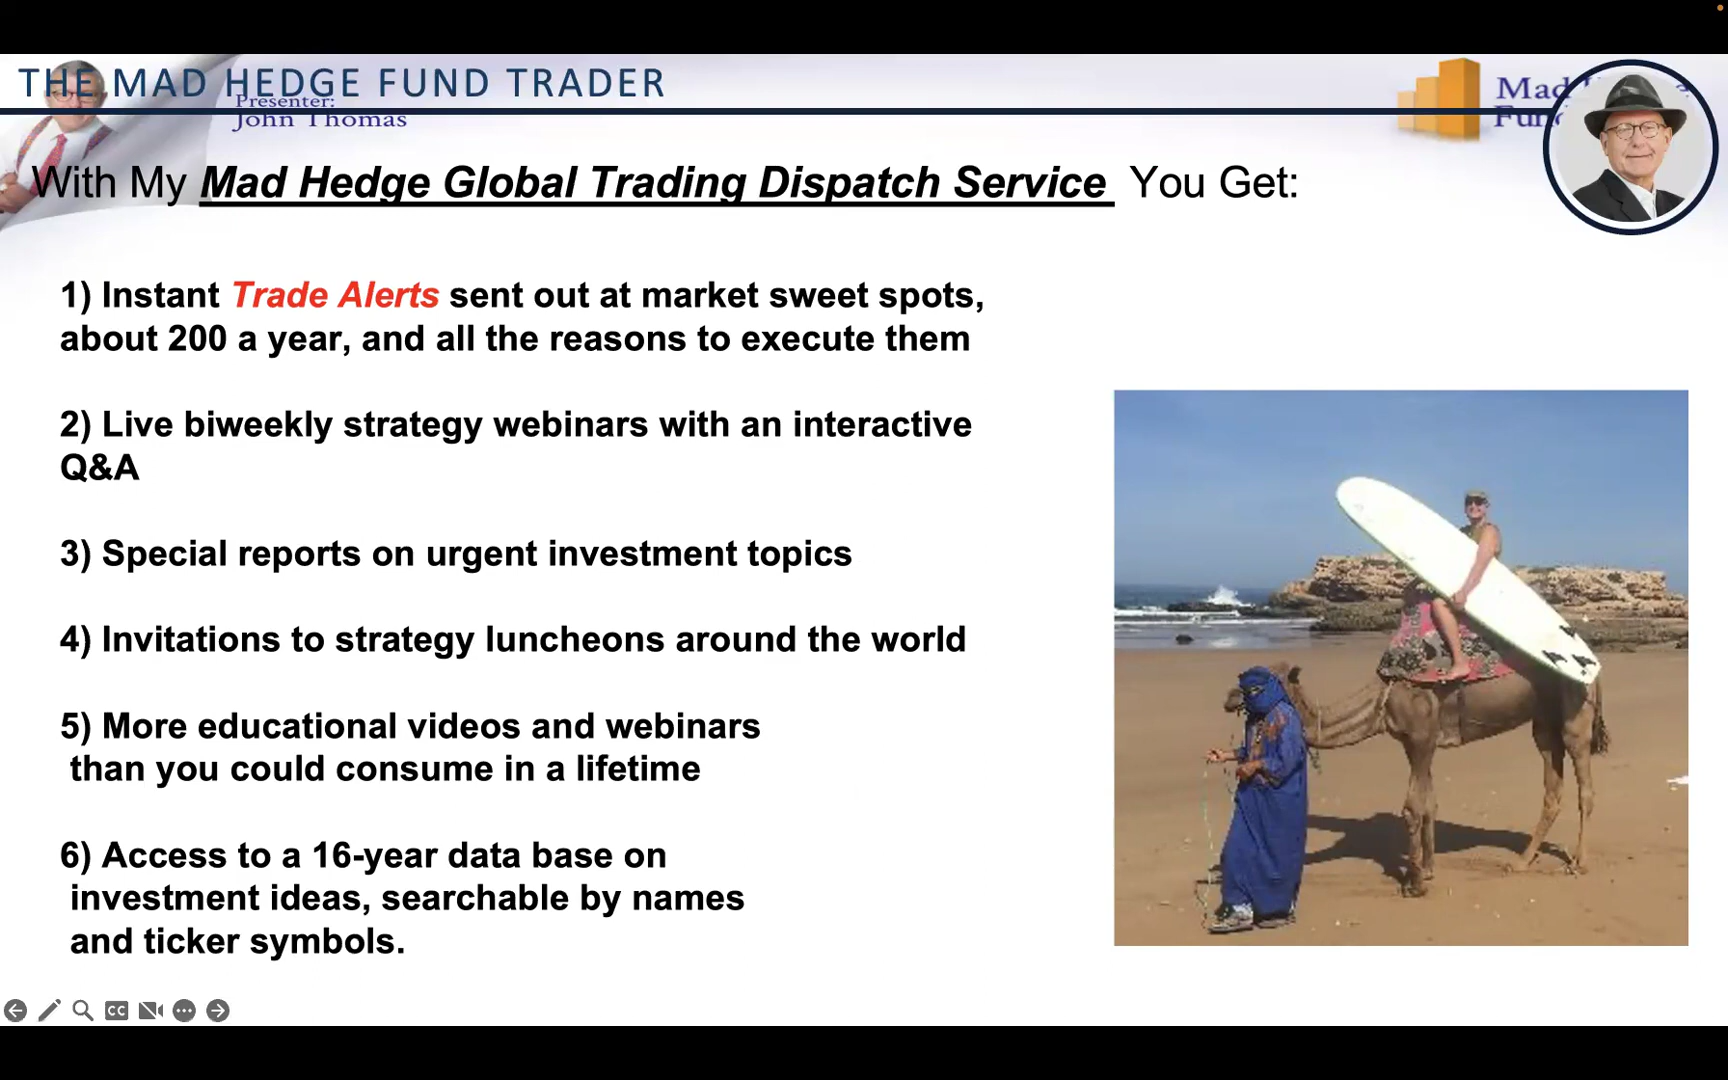 THE MAD HEDGE FUND TRADER
Presenter:
John Thomas
Mad
With My Mad Hedge Global Trading Dispatch Service You Get:
1) Instant Trade Alerts sent out at market sweet spots,
about 200 a year, and all the reasons to execute them
2) Live biweekly strategy webinars with an interactive
Q&A
3) Special reports on urgent investment topics
4) Invitations to strategy luncheons around the world
5) More educational videos and webinars
than you could consume in a lifetime
6) Access to a 16-year data base on
investment ideas, searchable by names
and ticker symbols.
CC